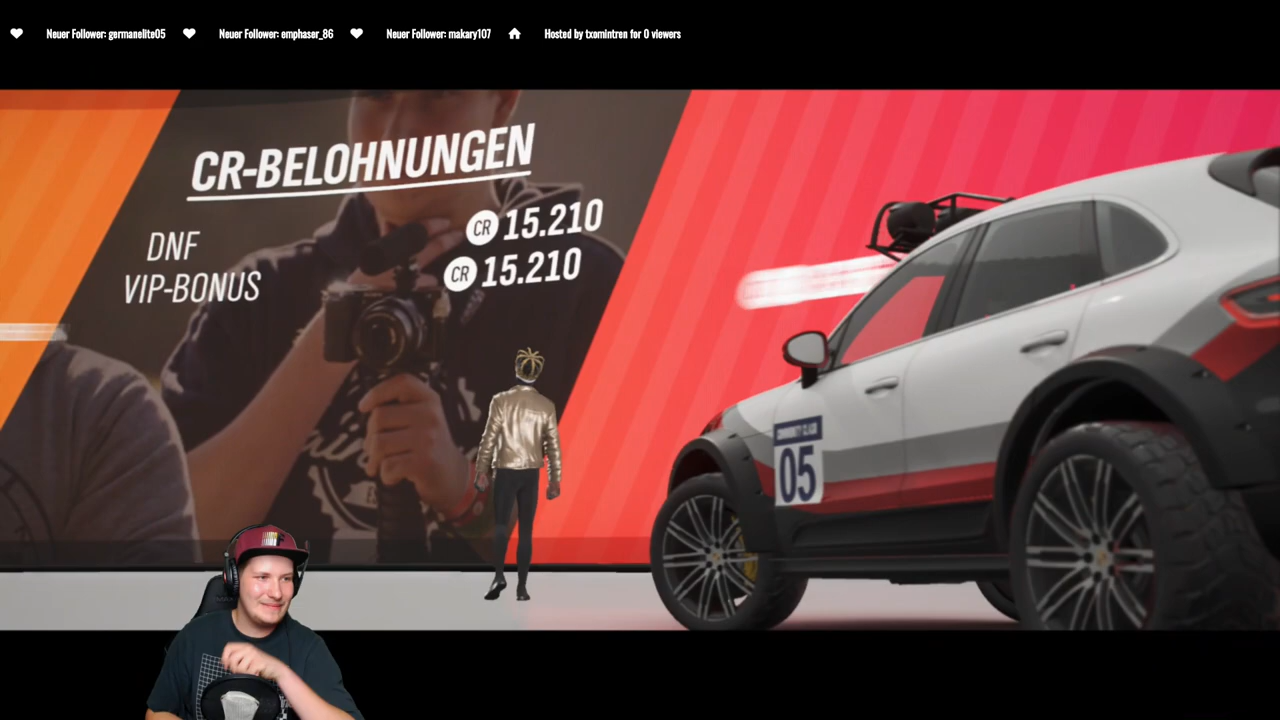 Neuer Follower: germanelite05 Neuer Follower: emphaser_86 Neuer Follower: makary107 Hosted by txomintren for 0 viewers
CR-BELOHNUNGEN
DNF CR 15.210
VIP-BONUS CR 15.210
05